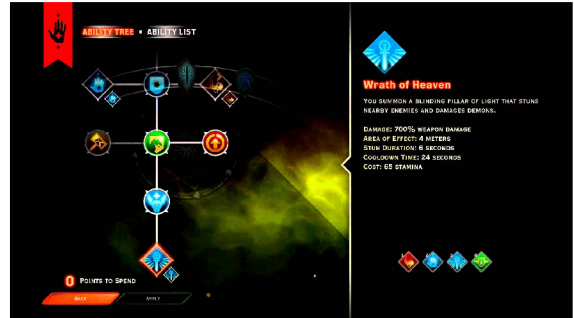 ABILITY TREE • ABILITY LIST
Wrath of Heaven
YOU SUMMON A BLINDING PILLAR OF LIGHT THAT STUNS
NEARBY ENEMIES AND DAMAGES DEMONS.
DAMAGE: 700% WEAPON DAMAGE
AREA OF EFFECT: 4 METERS
STUN DURATION: 6 SECONDS
COOLDOWN TIME: 24 SECONDS
COST: 65 STAMINA
0 POINTS TO SPEND
BACK APPLY